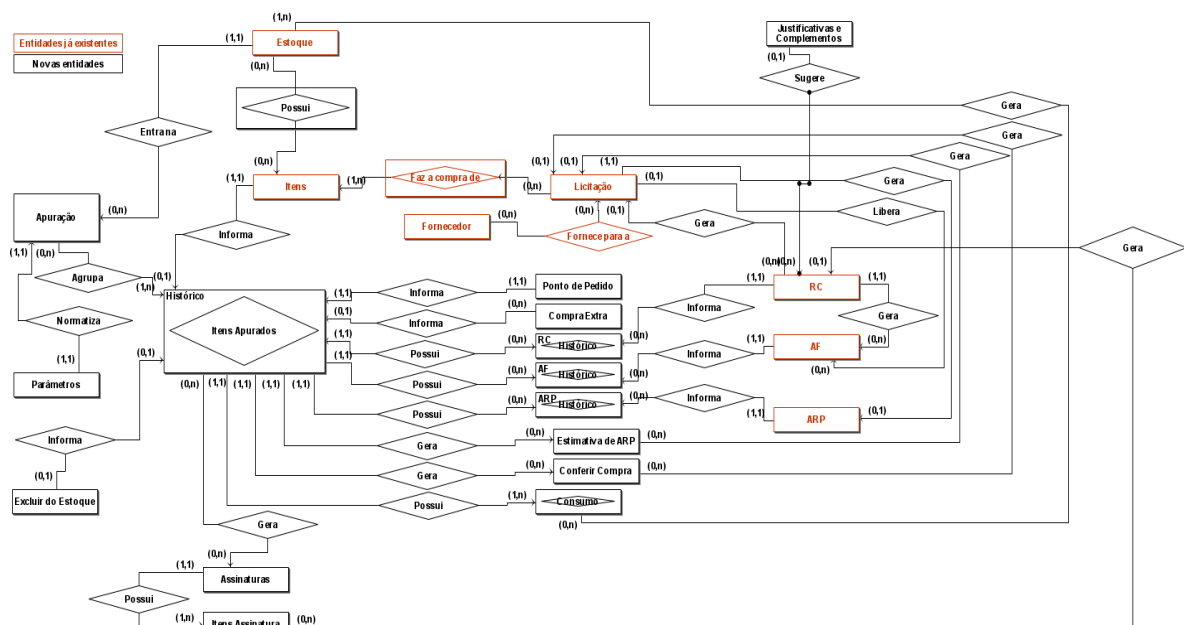 (1,n)
Justificativas e
Complementos
Entidades já existentes
(1,1)
Estoque
Novas entidades
(0,n)
(0,1)
Sugere
Possui
Gera
Entra na
Gera
(0,n)
(0,1)
(0,1)
(1,1)
Gera
(1,1)
Itens
(1,n)
Faz a compra de
(0,n)
Licitação
(0,1)
Gera
Apuração
(0,n)
(0,n)
(0,1)
Libera
Fornecedor
(0,n)
Gera
Informa
Fornece para a
Gera
(1,1)
(0,n)
(0,n)
(0,n)
(0,1)
Agrupa
(0,1)
(1,n)
(1,1)
RC
(1,1)
Histórico
(1,1)
Informa
(1,1)
Ponto de Pedido
Informa
Gera
Normatiza
Itens Apurados
(0,1)
Informa
(0,n)
Compra Extra
(1,1)
Possui
(0,n)
RC
Histórico
(0,n)
(0,n)
(1,1)
(0,1)
(1,1)
Informa
(1,1)
AF
(0,n)
Parâmetros
(0,n)
(1,1)
(1,1)
(1,1)
(1,1)
Possui
(0,n)
AF
Histórico
(0,n)
Possui
(0,n)
ARP
Histórico
(0,n)
Informa
(1,1)
ARP
(0,1)
Informa
Gera
(0,n)
Estimativa de ARP
(0,n)
(0,1)
Gera
(0,n)
Conferir Compra
(0,n)
Excluir do Estoque
Possui
(1,n)
Consumo
(0,n)
Gera
(0,n)
(1,1)
Assinaturas
Possui
(1,n)
Itens Assinatura
(0,n)